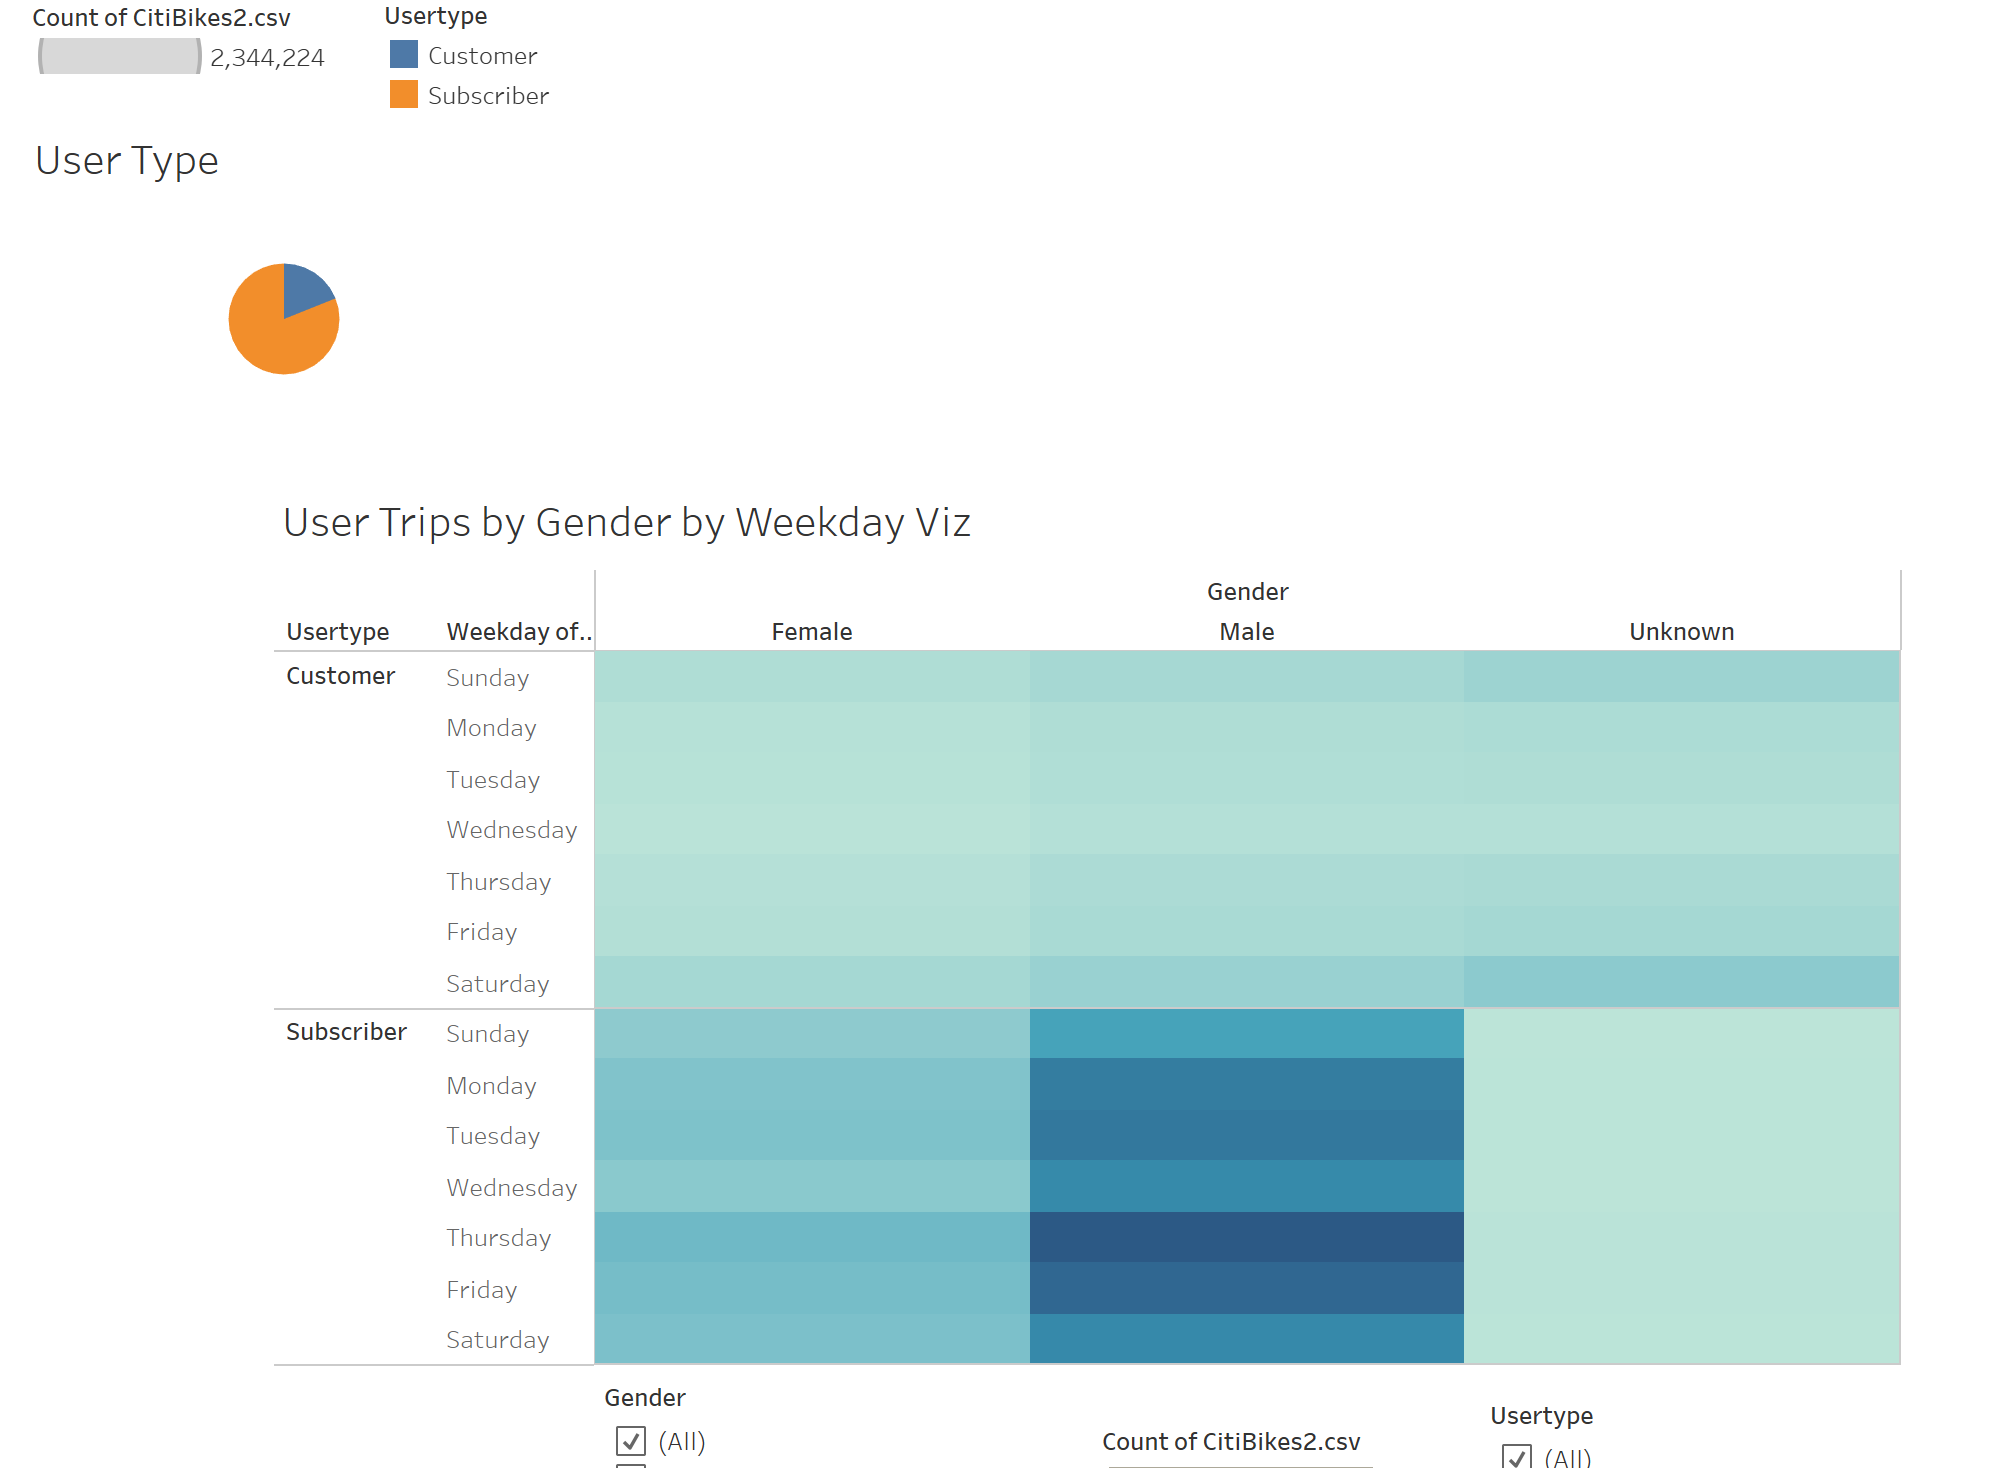 Count of CitiBikes2.csv
2,344,224
Usertype
Customer
Subscriber
User Type
User Trips by Gender by Weekday Viz
Gender
Usertype Weekday of.. Female Male Unknown
Customer Sunday
Monday
Tuesday
Wednesday
Thursday
Friday
Saturday
Subscriber Sunday
Monday
Tuesday
Wednesday
Thursday
Friday
Saturday
Gender
(All)
Count of CitiBikes2.csv
Usertype
(All)